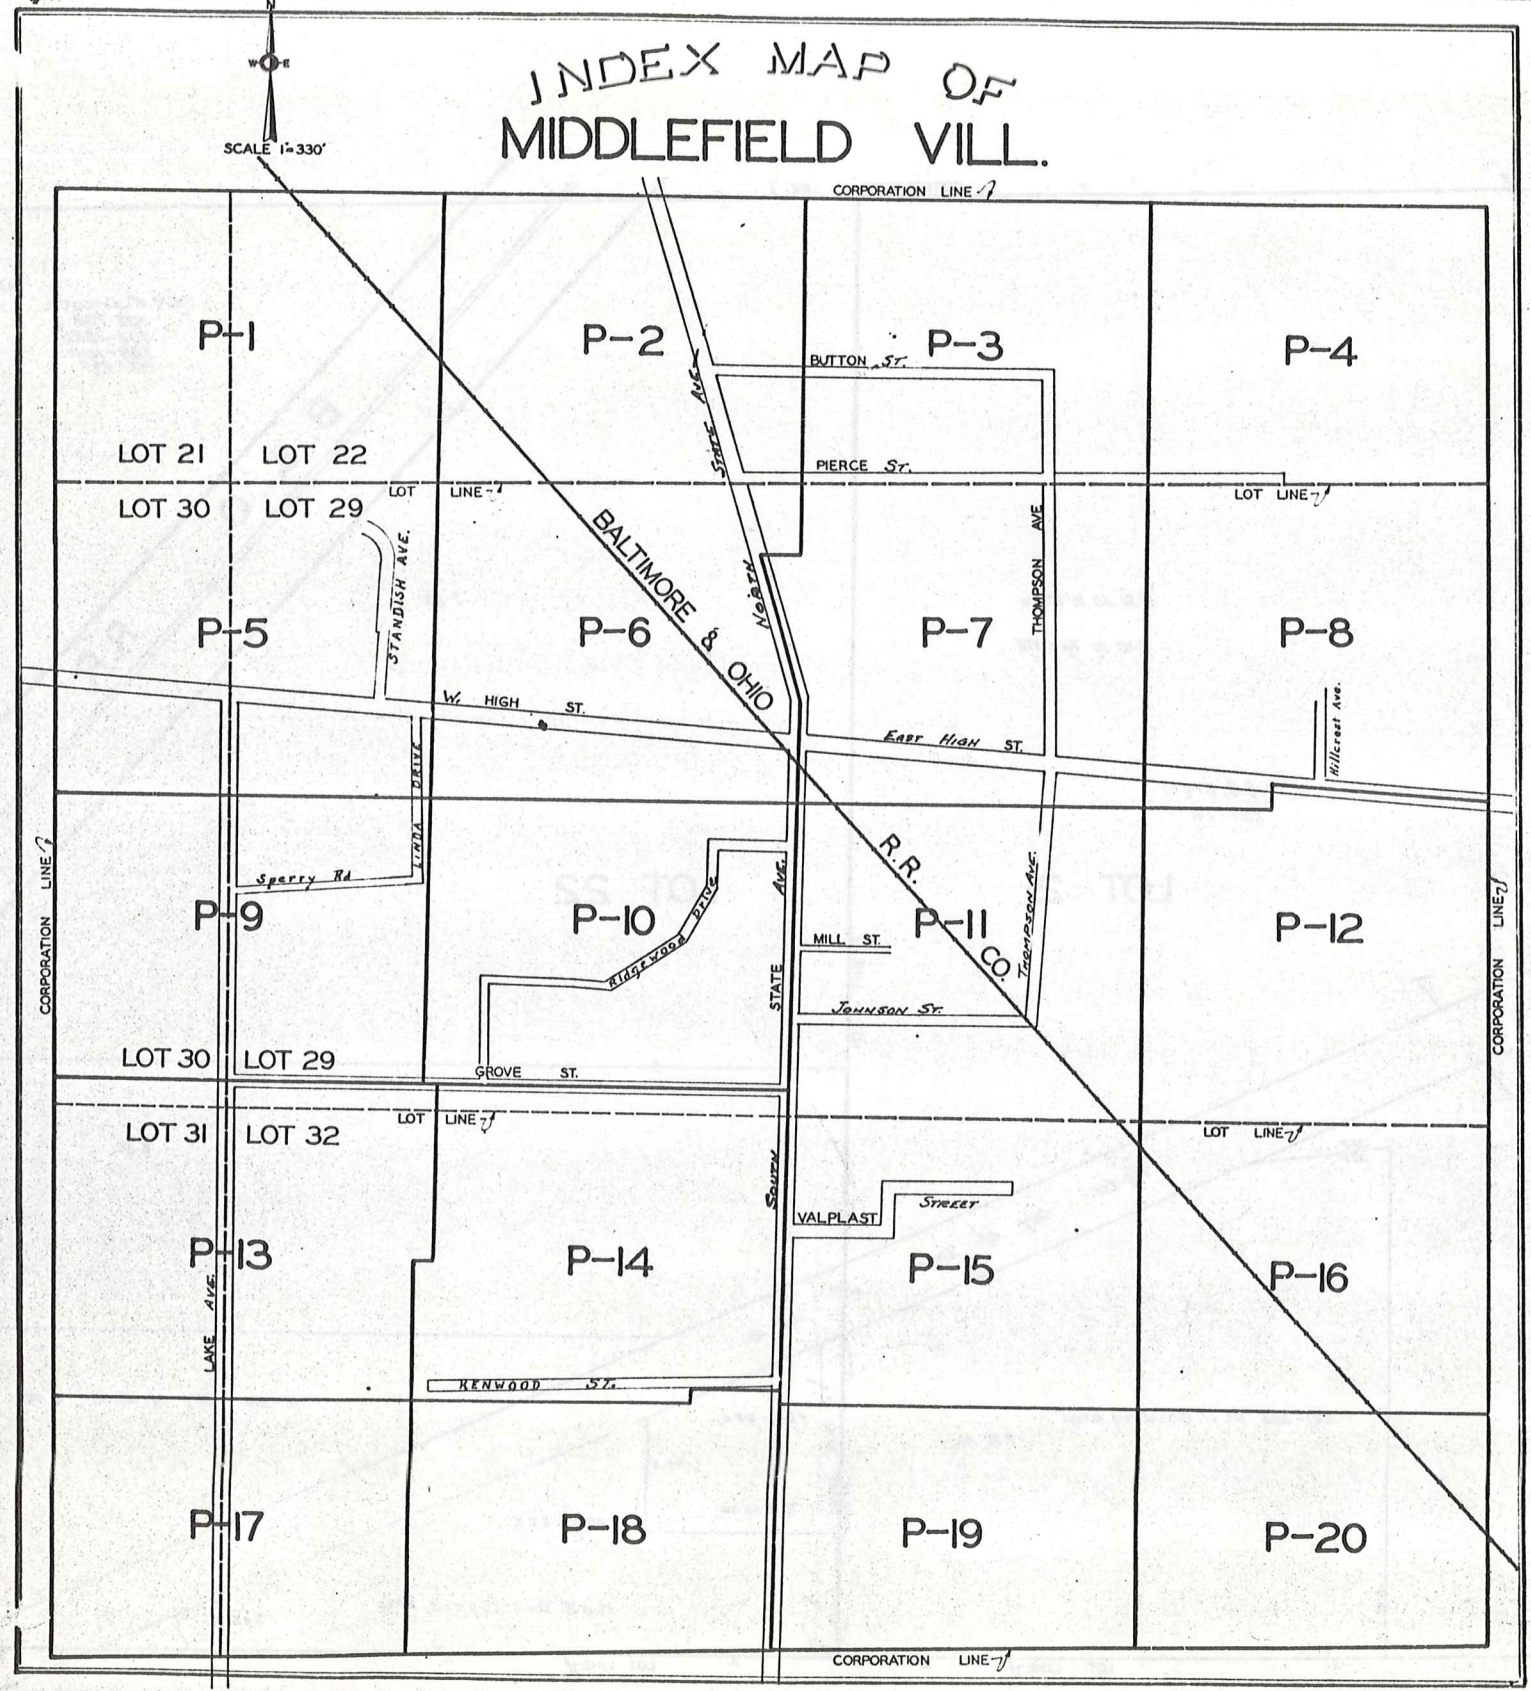 N
W E
SCALE 1"=330'
INDEX MAP OF
MIDDLEFIELD VILL.
CORPORATION LINE
P-1
P-2
P-3
P-4
BUTTON ST.
STATE AVE.
LOT 21
LOT 22
PIERCE ST.
LOT LINE
LOT LINE
LOT 30
LOT 29
STANDISH AVE.
BALTIMORE & OHIO
NORTH
THOMPSON AVE
P-5
P-6
P-7
P-8
W. HIGH ST.
EAST HIGH ST.
Hillcrest Ave.
LINDA DRIVE
CORPORATION LINE
Sperry Rd
R.R.
CO.
THOMPSON AVE.
P-9
P-10
P-11
P-12
Ridgewood Drive
STATE AVE.
MILL ST.
JOHNSON ST.
CORPORATION LINE
LOT 30
LOT 29
GROVE ST.
LOT LINE
LOT LINE
LOT 31
LOT 32
SOUTH
VALPLAST
STREET
P-13
P-14
P-15
P-16
LAKE AVE.
KENWOOD ST.
P-17
P-18
P-19
P-20
CORPORATION LINE